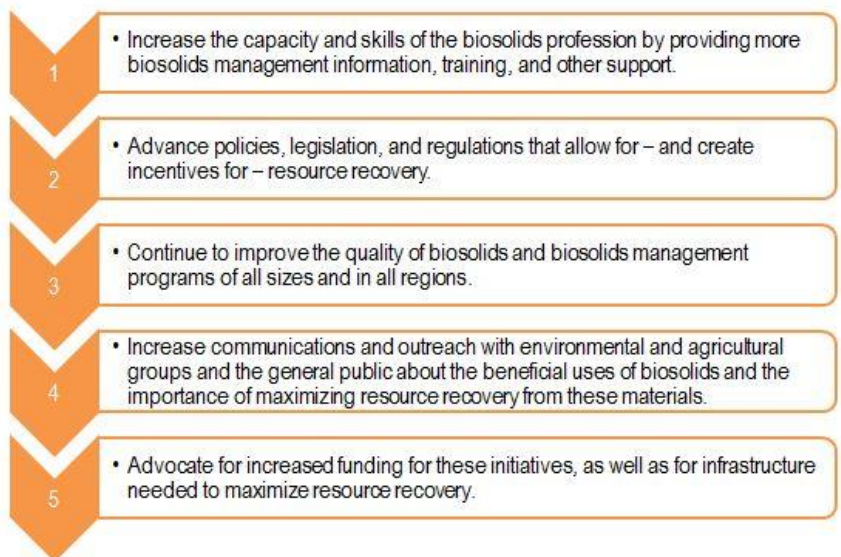 1
• Increase the capacity and skills of the biosolids profession by providing more
biosolids management information, training, and other support.
2
• Advance policies, legislation, and regulations that allow for – and create
incentives for – resource recovery.
3
• Continue to improve the quality of biosolids and biosolids management
programs of all sizes and in all regions.
4
• Increase communications and outreach with environmental and agricultural
groups and the general public about the beneficial uses of biosolids and the
importance of maximizing resource recovery from these materials.
5
• Advocate for increased funding for these initiatives, as well as for infrastructure
needed to maximize resource recovery.